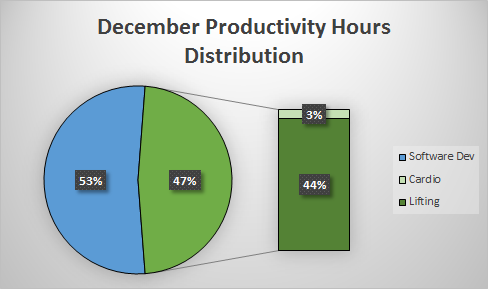 December Productivity Hours
Distribution
53%
47%
3%
44%
Software Dev
Cardio
Lifting